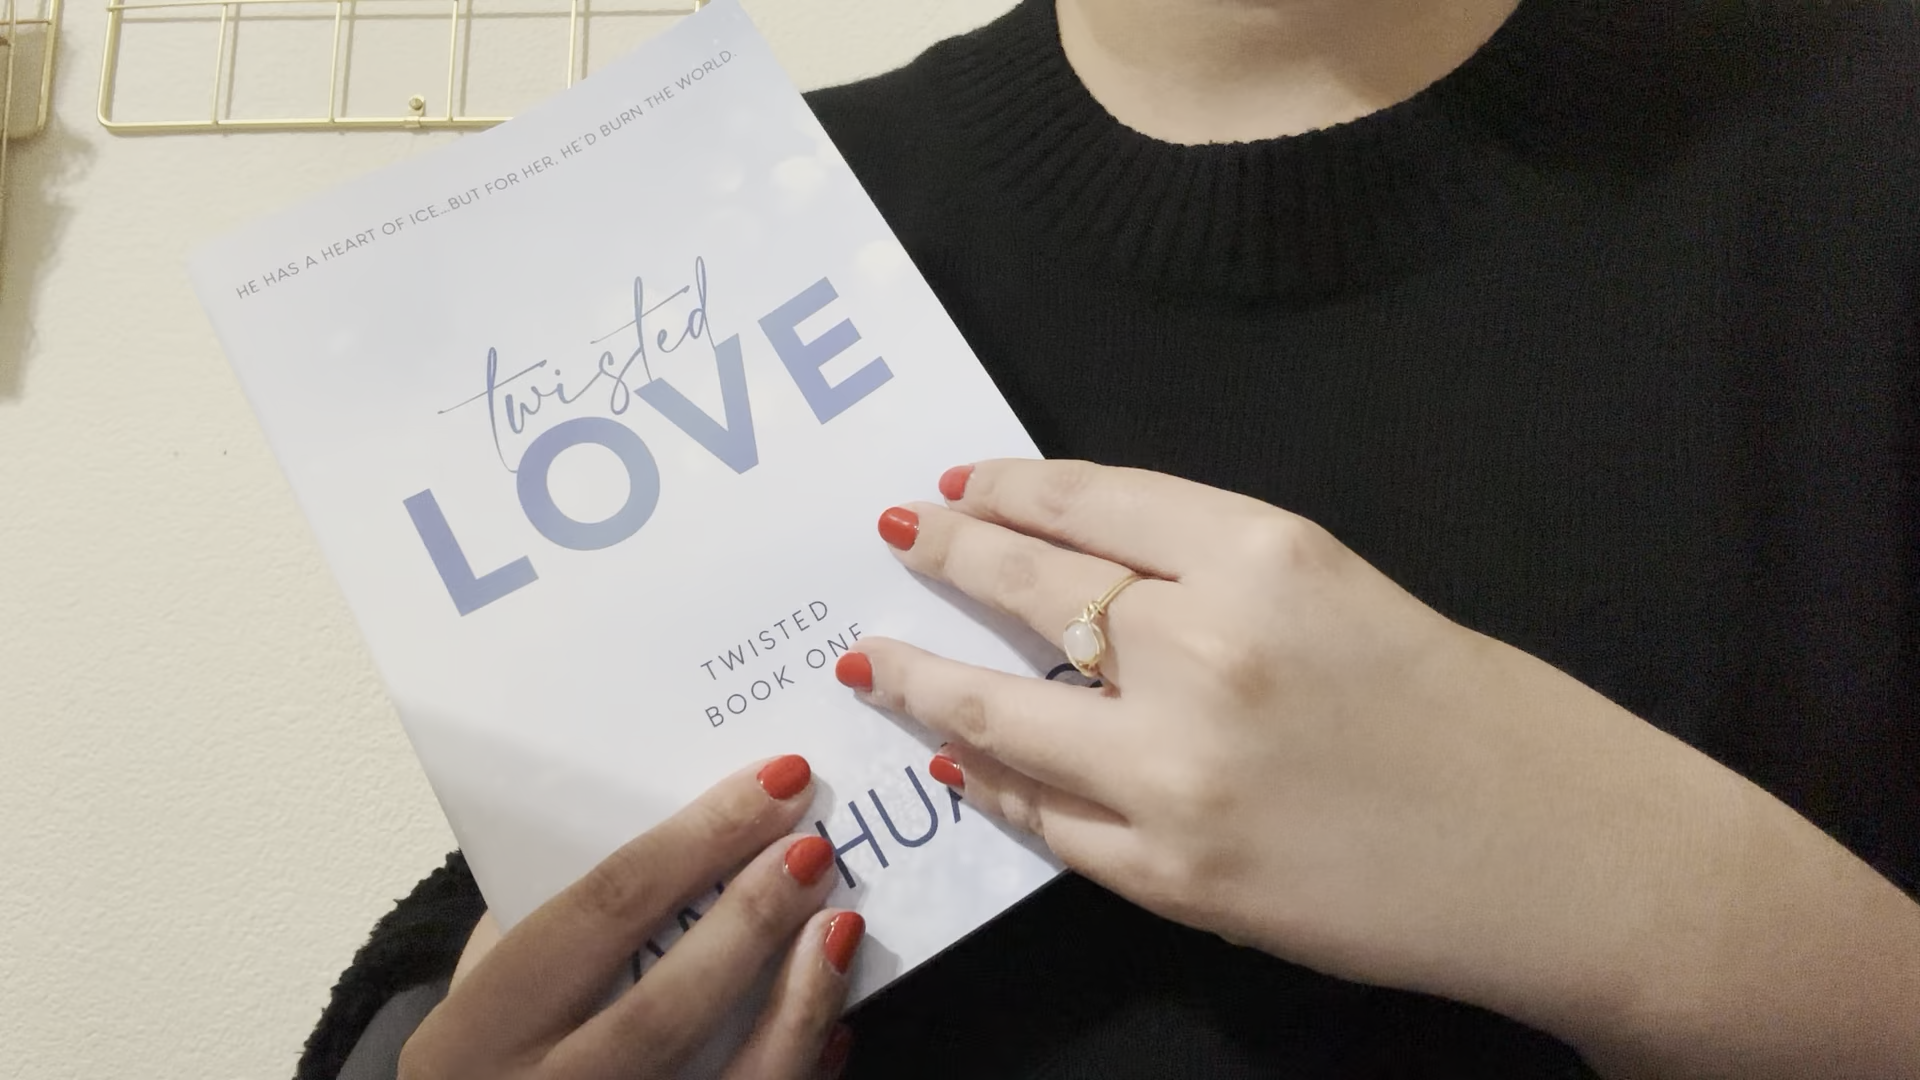 HE HAS A HEART OF ICE...BUT FOR HER, HE'D BURN THE WORLD.
twisted
LOVE
TWISTED
BOOK ONE